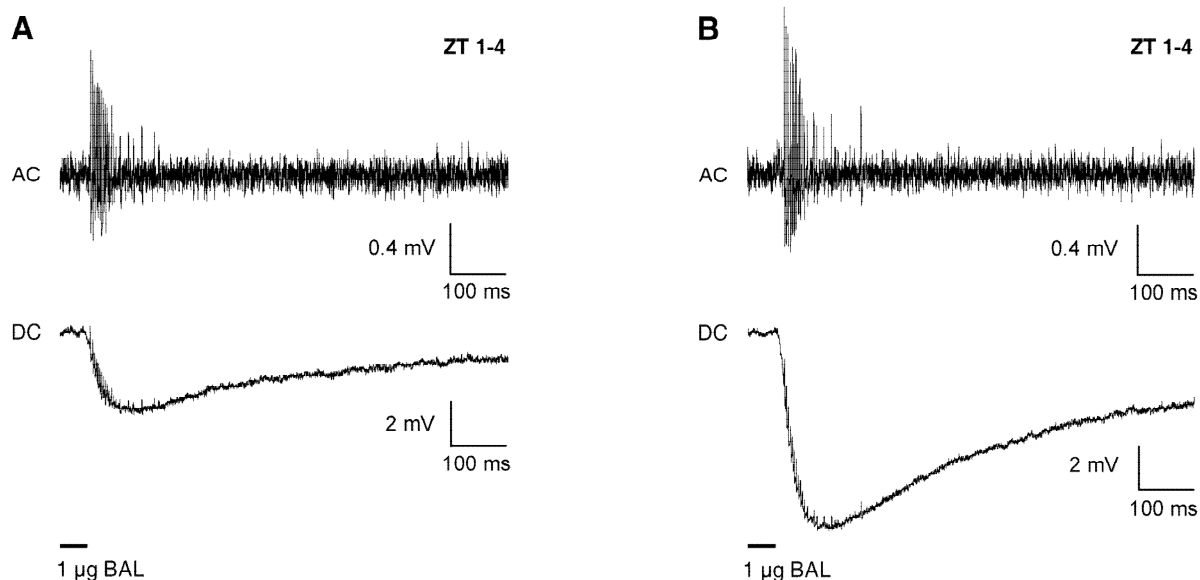 A
ZT 1-4
AC
0.4 mV
100 ms
DC
2 mV
100 ms
1 µg BAL
B
ZT 1-4
AC
0.4 mV
100 ms
DC
2 mV
100 ms
1 µg BAL